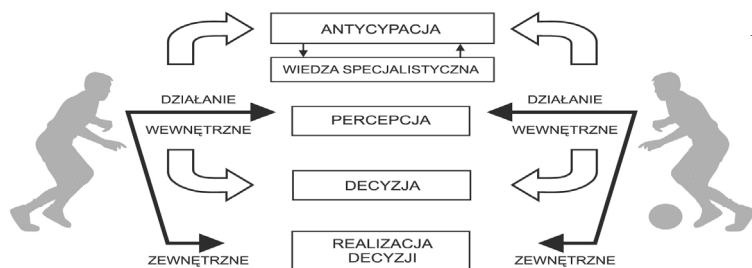 ANTYCYPACJA
WIEDZA SPECJALISTYCZNA
DZIAŁANIE
DZIAŁANIE
PERCEPCJA
WEWNĘTRZNE
WEWNĘTRZNE
DECYZJA
REALIZACJA
DECYZJI
ZEWNĘTRZNE
ZEWNĘTRZNE